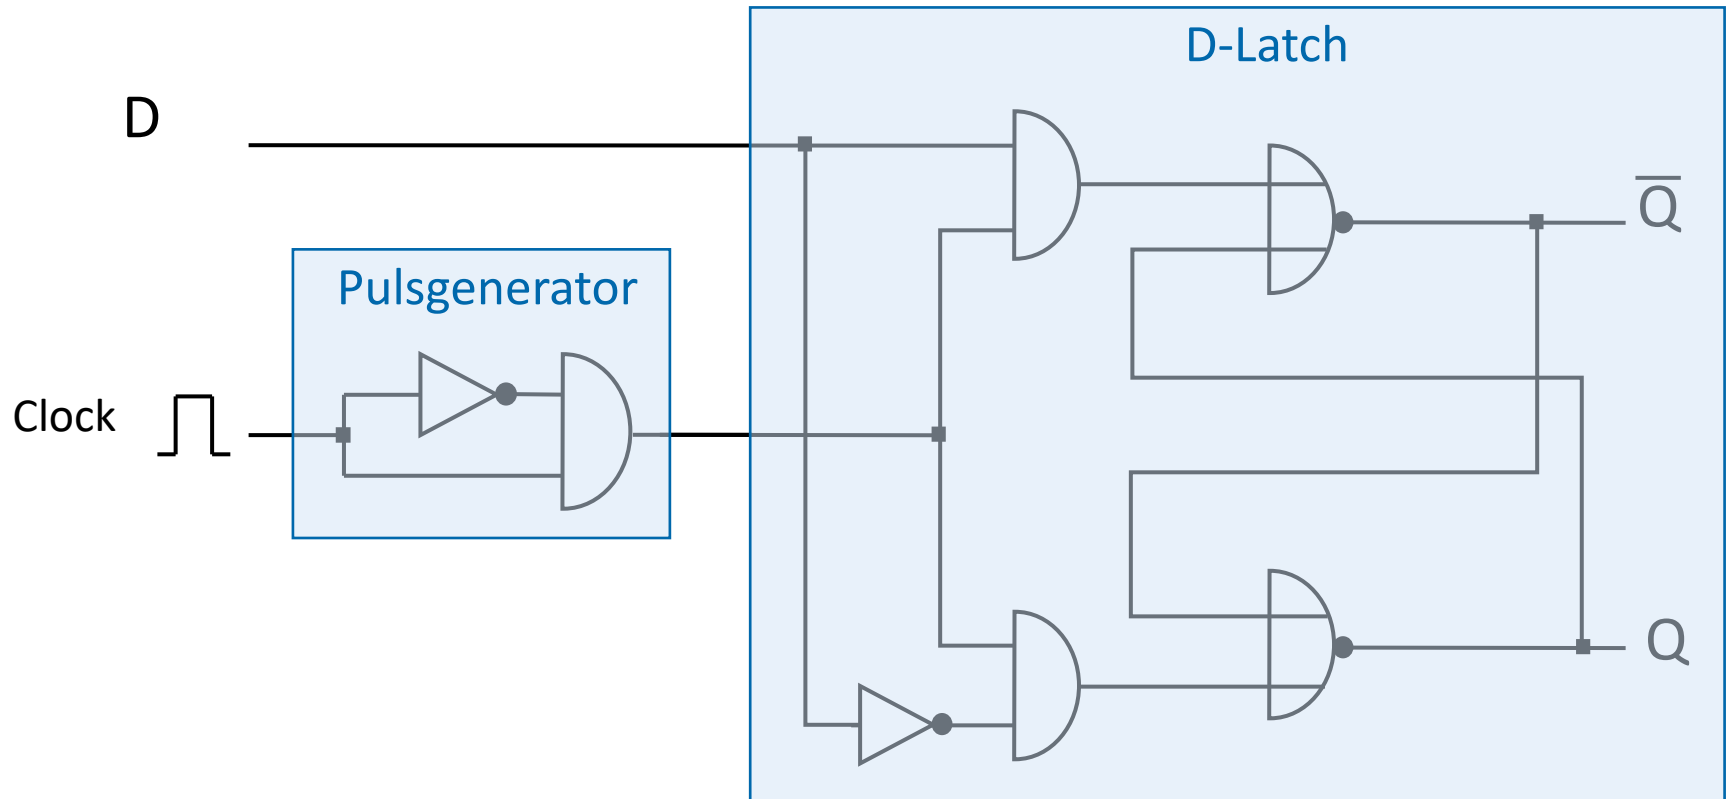 D-Latch
D
Q̅
Pulsgenerator
Clock
Q